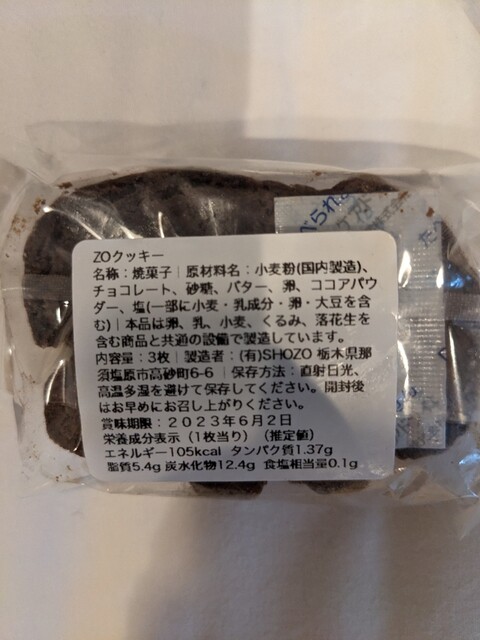 ZOクッキー
名称：焼菓子｜原材料名：小麦粉(国内製造)、
チョコレート、砂糖、バター、卵、ココアパウ
ダー、塩(一部に小麦・乳成分・卵・大豆を含
む)｜本品は卵、乳、小麦、くるみ、落花生を
含む商品と共通の設備で製造しています。
内容量：3枚｜製造者：(有)SHOZO 栃木県那
須塩原市高砂町6-6｜保存方法：直射日光、
高温多湿を避けて保存してください。開封後
はお早めにお召し上がりください。
賞味期限：2023年6月2日
栄養成分表示（1枚当り）（推定値）
エネルギー105kcal タンパク質1.37g
脂質5.4g 炭水化物12.4g 食塩相当量0.1g
べられ